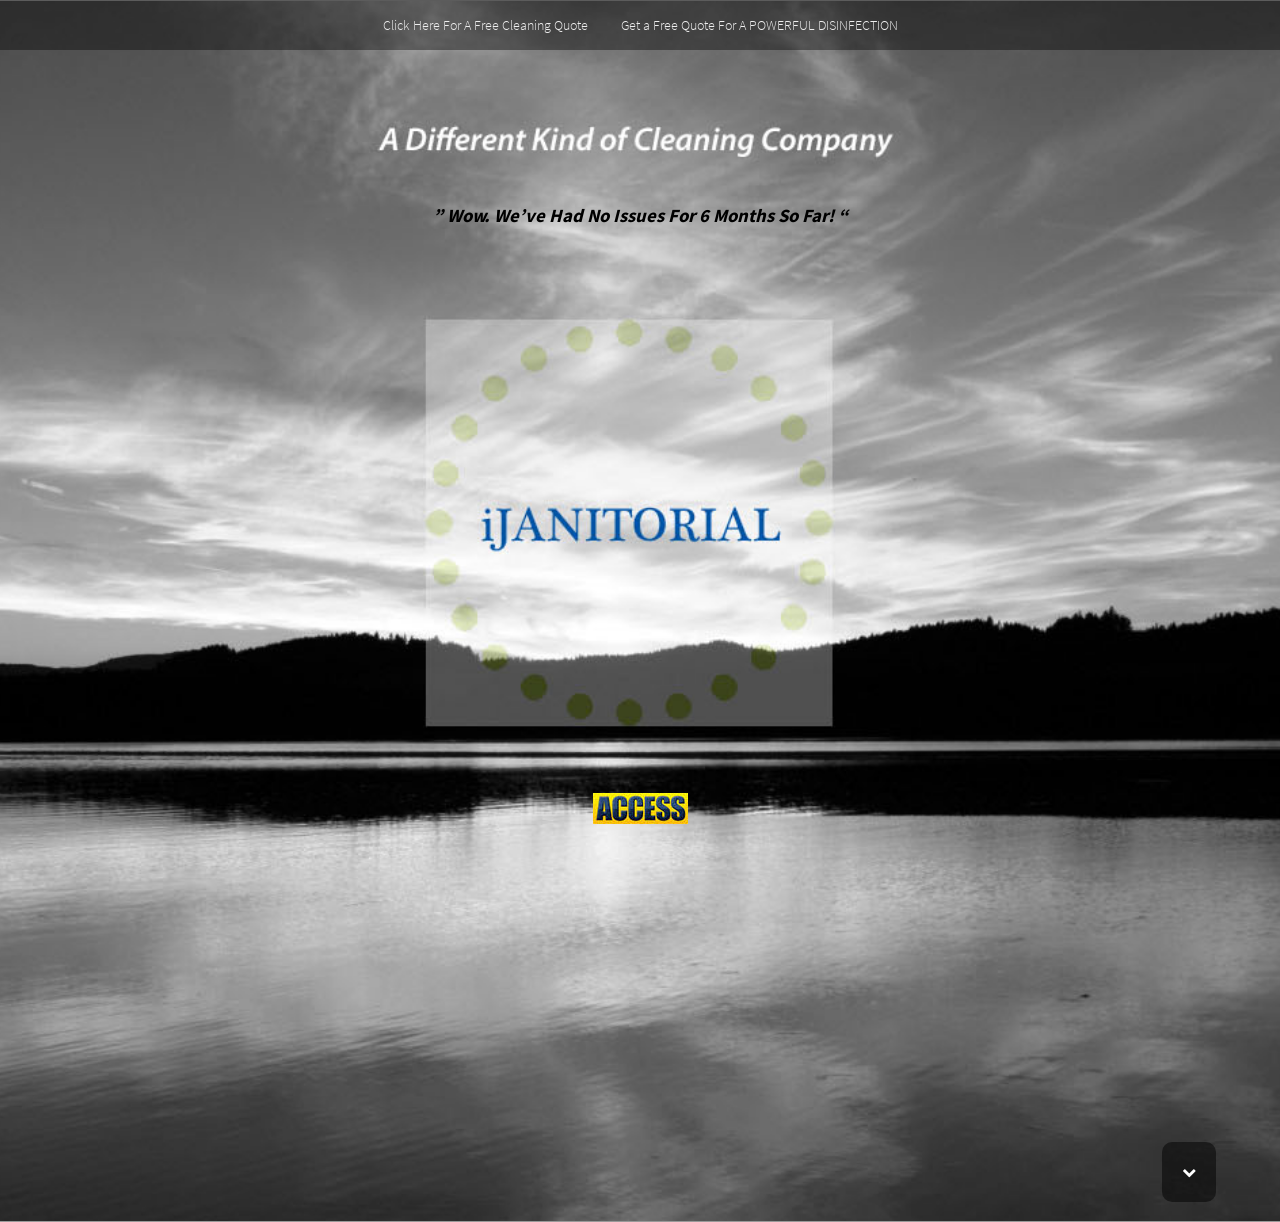 Click Here For A Free Cleaning Quote Get a Free Quote For A POWERFUL DISINFECTION
A Different Kind of Cleaning Company
” Wow. We’ve Had No Issues For 6 Months So Far! “
iJANITORIAL
ACCESS